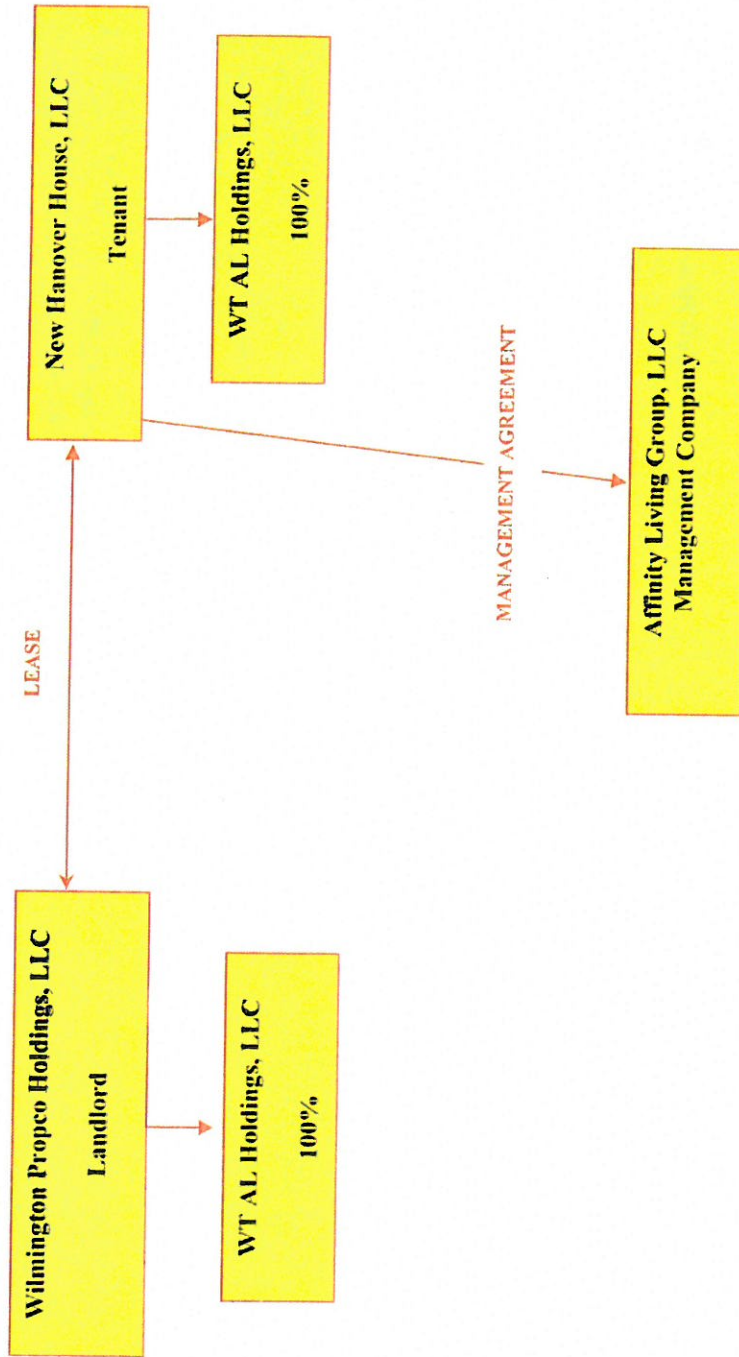 Wilmington Propco Holdings, LLC
Landlord
WT AL Holdings, LLC
100%
LEASE
New Hanover House, LLC
Tenant
WT AL Holdings, LLC
100%
MANAGEMENT AGREEMENT
Affinity Living Group, LLC
Management Company